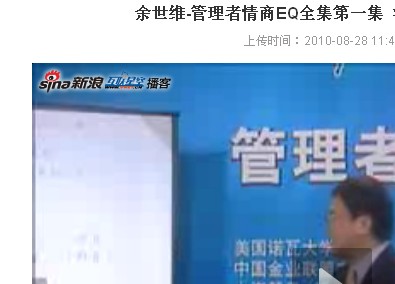 余世维-管理者情商EQ全集第一集
上传时间：2010-08-28 11:4
sina新浪 播客
管理者
美国诺瓦大学
中国金业联